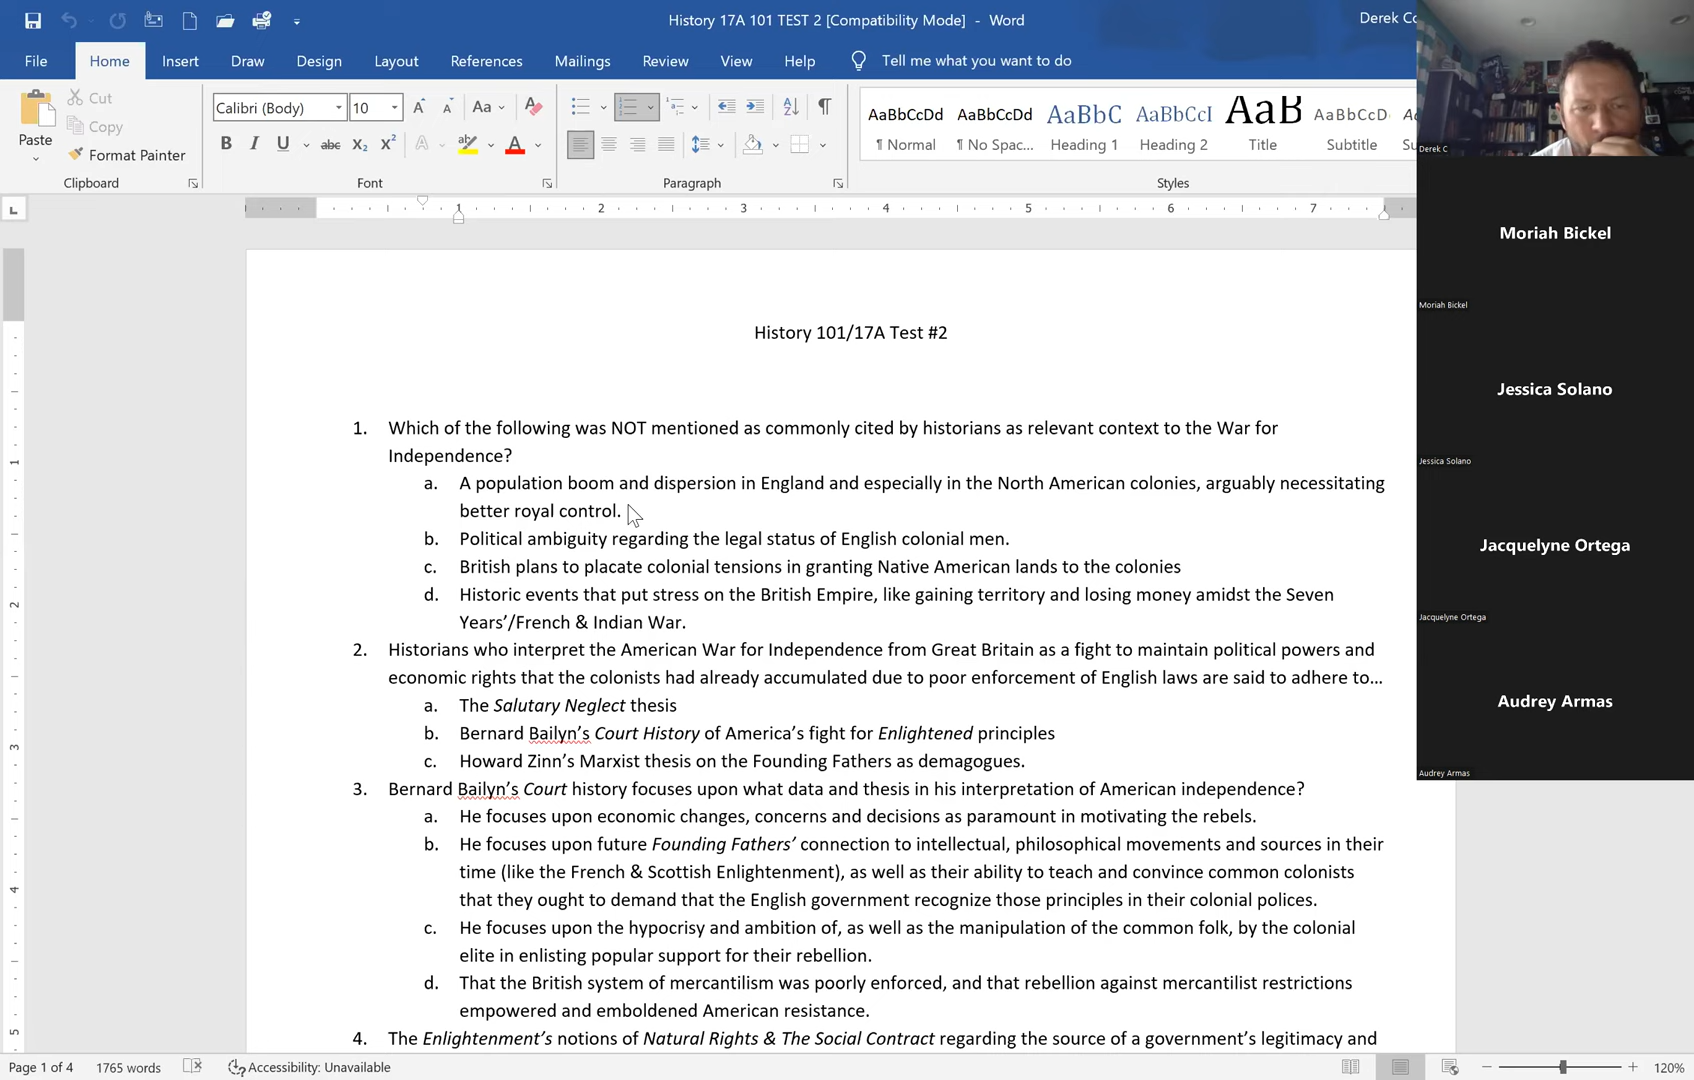 History 17A 101 TEST 2 [Compatibility Mode] - Word
Derek Co
File Home Insert Draw Design Layout References Mailings Review View Help Tell me what you want to do
Cut
Copy
Paste
Format Painter
Clipboard
Calibri (Body) 10
Font
Paragraph
AaBbCcDd AaBbCcDd AaBbC AaBbCcI AaB AaBbCcD
¶ Normal ¶ No Spac... Heading 1 Heading 2 Title Subtitle
Styles
1 2 3 4 5 6 7
Derek C
Moriah Bickel
Moriah Bickel
Jessica Solano
Jessica Solano
Jacquelyne Ortega
Jacquelyne Ortega
Audrey Armas
Audrey Armas
History 101/17A Test #2
1. Which of the following was NOT mentioned as commonly cited by historians as relevant context to the War for
Independence?
a. A population boom and dispersion in England and especially in the North American colonies, arguably necessitating
better royal control.
b. Political ambiguity regarding the legal status of English colonial men.
c. British plans to placate colonial tensions in granting Native American lands to the colonies
d. Historic events that put stress on the British Empire, like gaining territory and losing money amidst the Seven
Years’/French & Indian War.
2. Historians who interpret the American War for Independence from Great Britain as a fight to maintain political powers and
economic rights that the colonists had already accumulated due to poor enforcement of English laws are said to adhere to…
a. The Salutary Neglect thesis
b. Bernard Bailyn’s Court History of America’s fight for Enlightened principles
c. Howard Zinn’s Marxist thesis on the Founding Fathers as demagogues.
3. Bernard Bailyn’s Court history focuses upon what data and thesis in his interpretation of American independence?
a. He focuses upon economic changes, concerns and decisions as paramount in motivating the rebels.
b. He focuses upon future Founding Fathers’ connection to intellectual, philosophical movements and sources in their
time (like the French & Scottish Enlightenment), as well as their ability to teach and convince common colonists
that they ought to demand that the English government recognize those principles in their colonial polices.
c. He focuses upon the hypocrisy and ambition of, as well as the manipulation of the common folk, by the colonial
elite in enlisting popular support for their rebellion.
d. That the British system of mercantilism was poorly enforced, and that rebellion against mercantilist restrictions
empowered and emboldened American resistance.
4. The Enlightenment’s notions of Natural Rights & The Social Contract regarding the source of a government’s legitimacy and
Page 1 of 4 1765 words Accessibility: Unavailable 120%